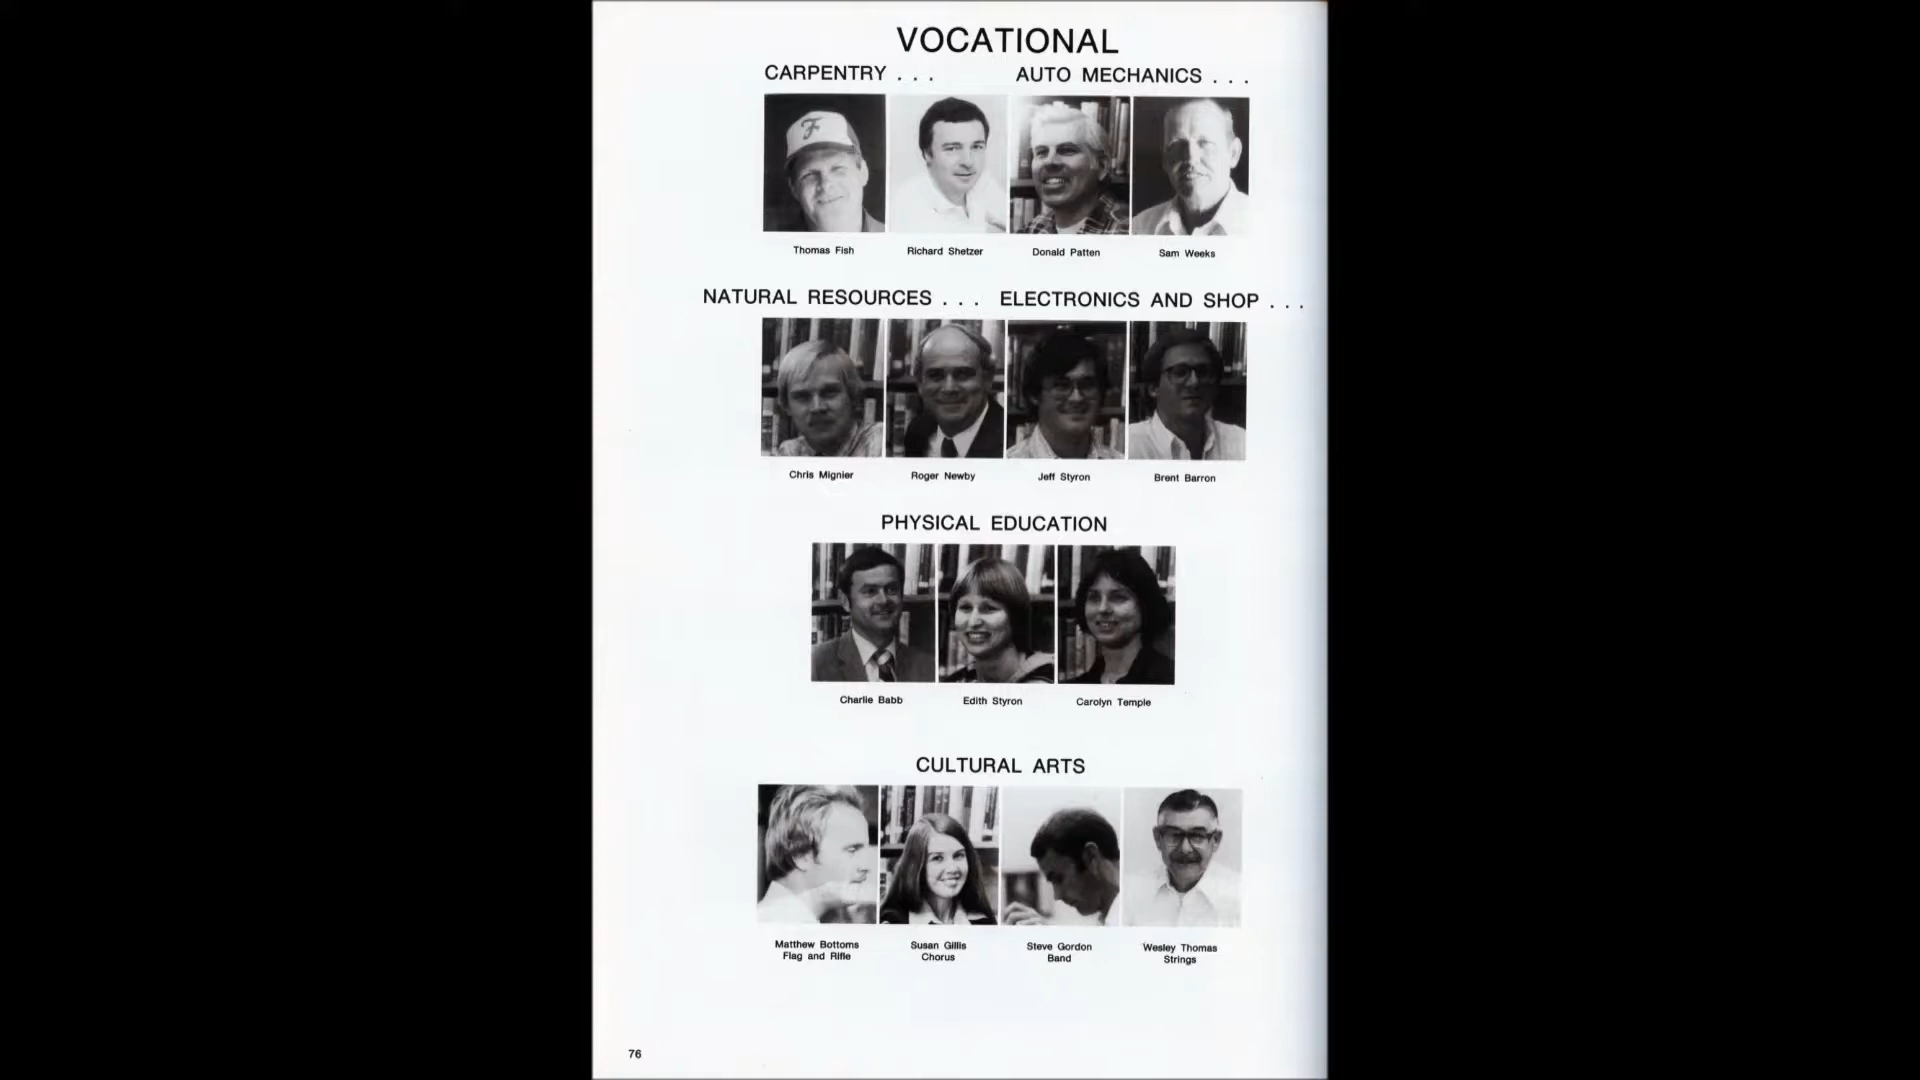 VOCATIONAL
CARPENTRY . . .
AUTO MECHANICS . . .
F
Thomas Fish
Richard Shetzer
Donald Patten
Sam Weeks
NATURAL RESOURCES . . .
ELECTRONICS AND SHOP . . .
Chris Mignier
Roger Newby
Jeff Styron
Brent Barron
PHYSICAL EDUCATION
Charlie Babb
Edith Styron
Carolyn Temple
CULTURAL ARTS
Matthew Bottoms
Flag and Rifle
Susan Gillis
Chorus
Steve Gordon
Band
Wesley Thomas
Strings
76